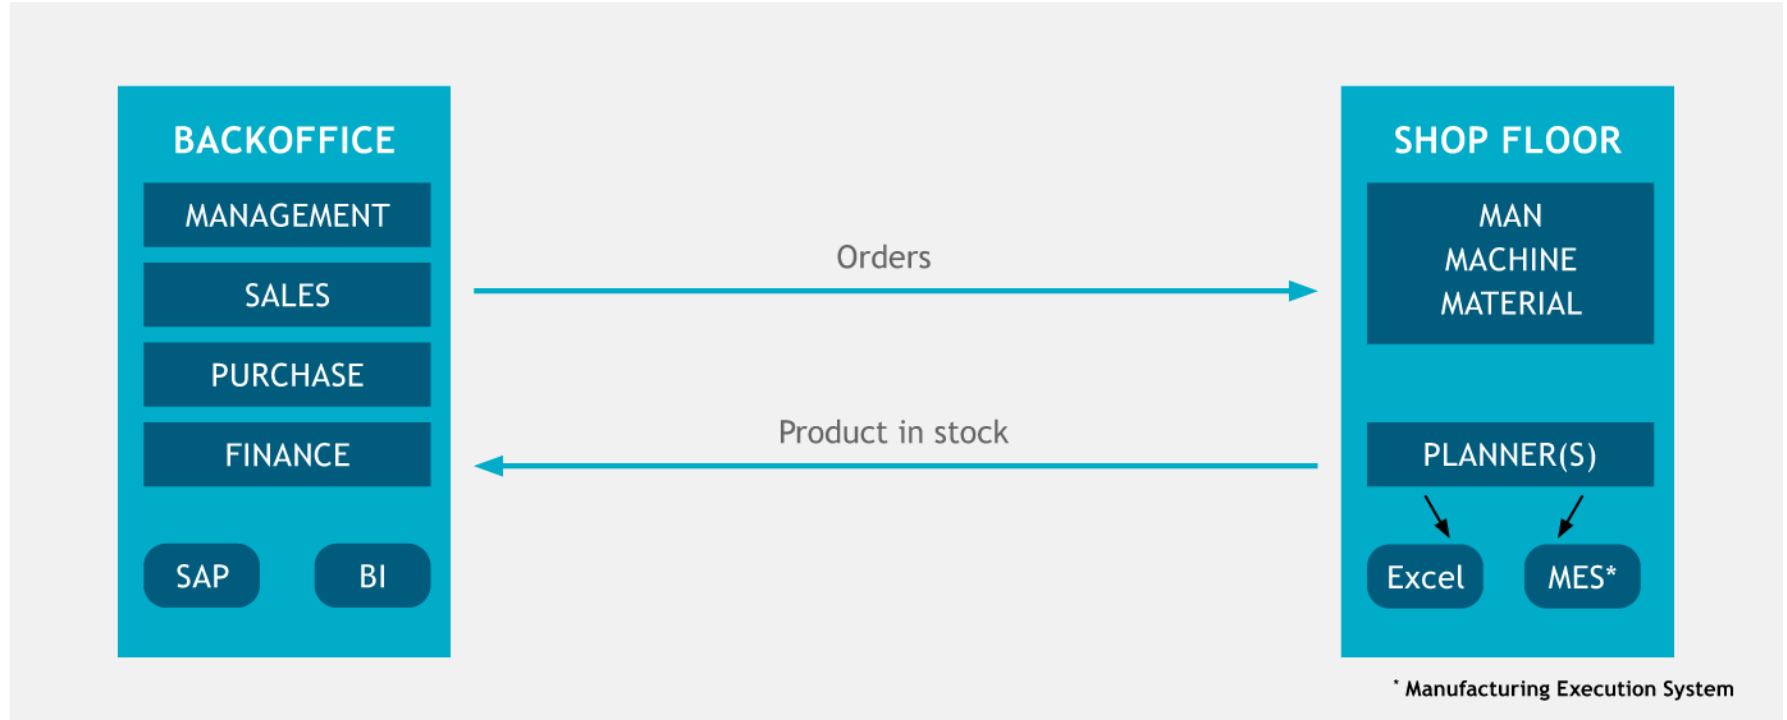 BACKOFFICE
MANAGEMENT
SALES
PURCHASE
FINANCE
SAP
BI
Orders
Product in stock
SHOP FLOOR
MAN
MACHINE
MATERIAL
PLANNER(S)
Excel
MES*
* Manufacturing Execution System